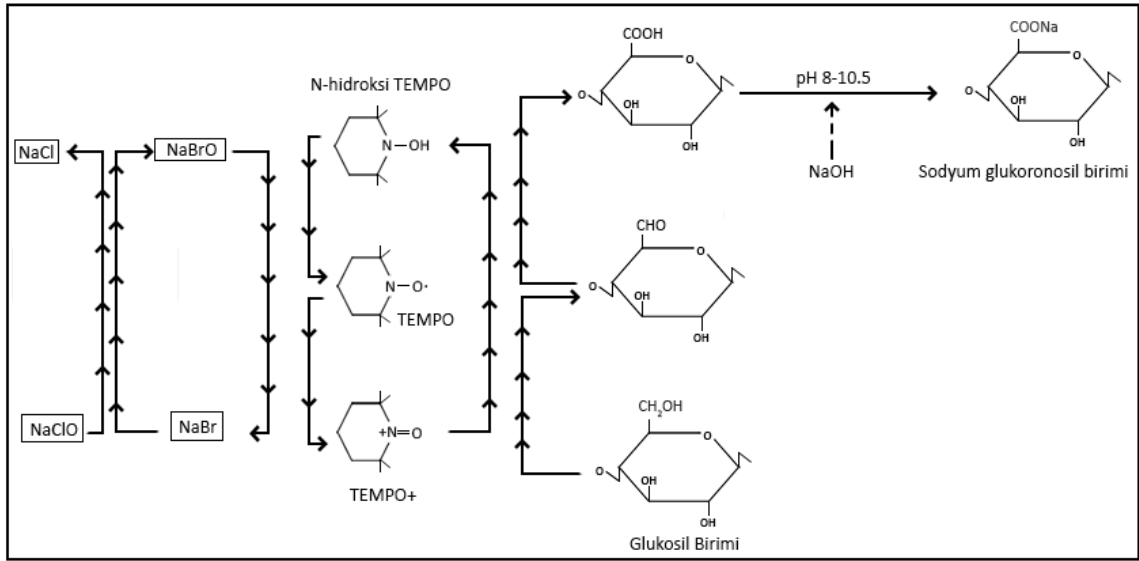 N-hidroksi TEMPO
N
OH
NaCl
NaBrO
N
O·
TEMPO
NaClO
NaBr
+N
O
TEMPO+
COOH
O
O
OH
OH
pH 8-10.5
NaOH
COONa
O
O
OH
OH
Sodyum glukoronosil birimi
CHO
O
O
OH
OH
CH2OH
O
O
OH
OH
Glukosil Birimi